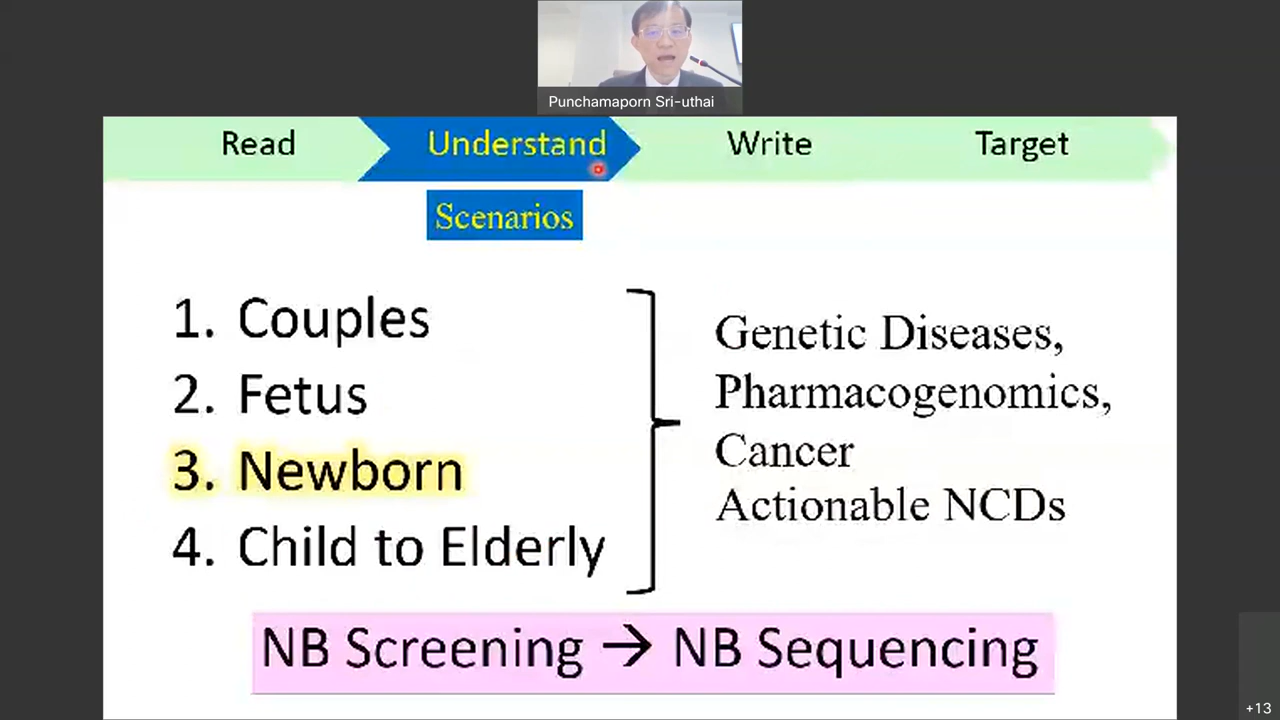 Punchamaporn Sri-uthai
Read Understand Write Target
Scenarios
1. Couples
2. Fetus
3. Newborn
4. Child to Elderly
Genetic Diseases,
Pharmacogenomics,
Cancer
Actionable NCDs
NB Screening → NB Sequencing
+13